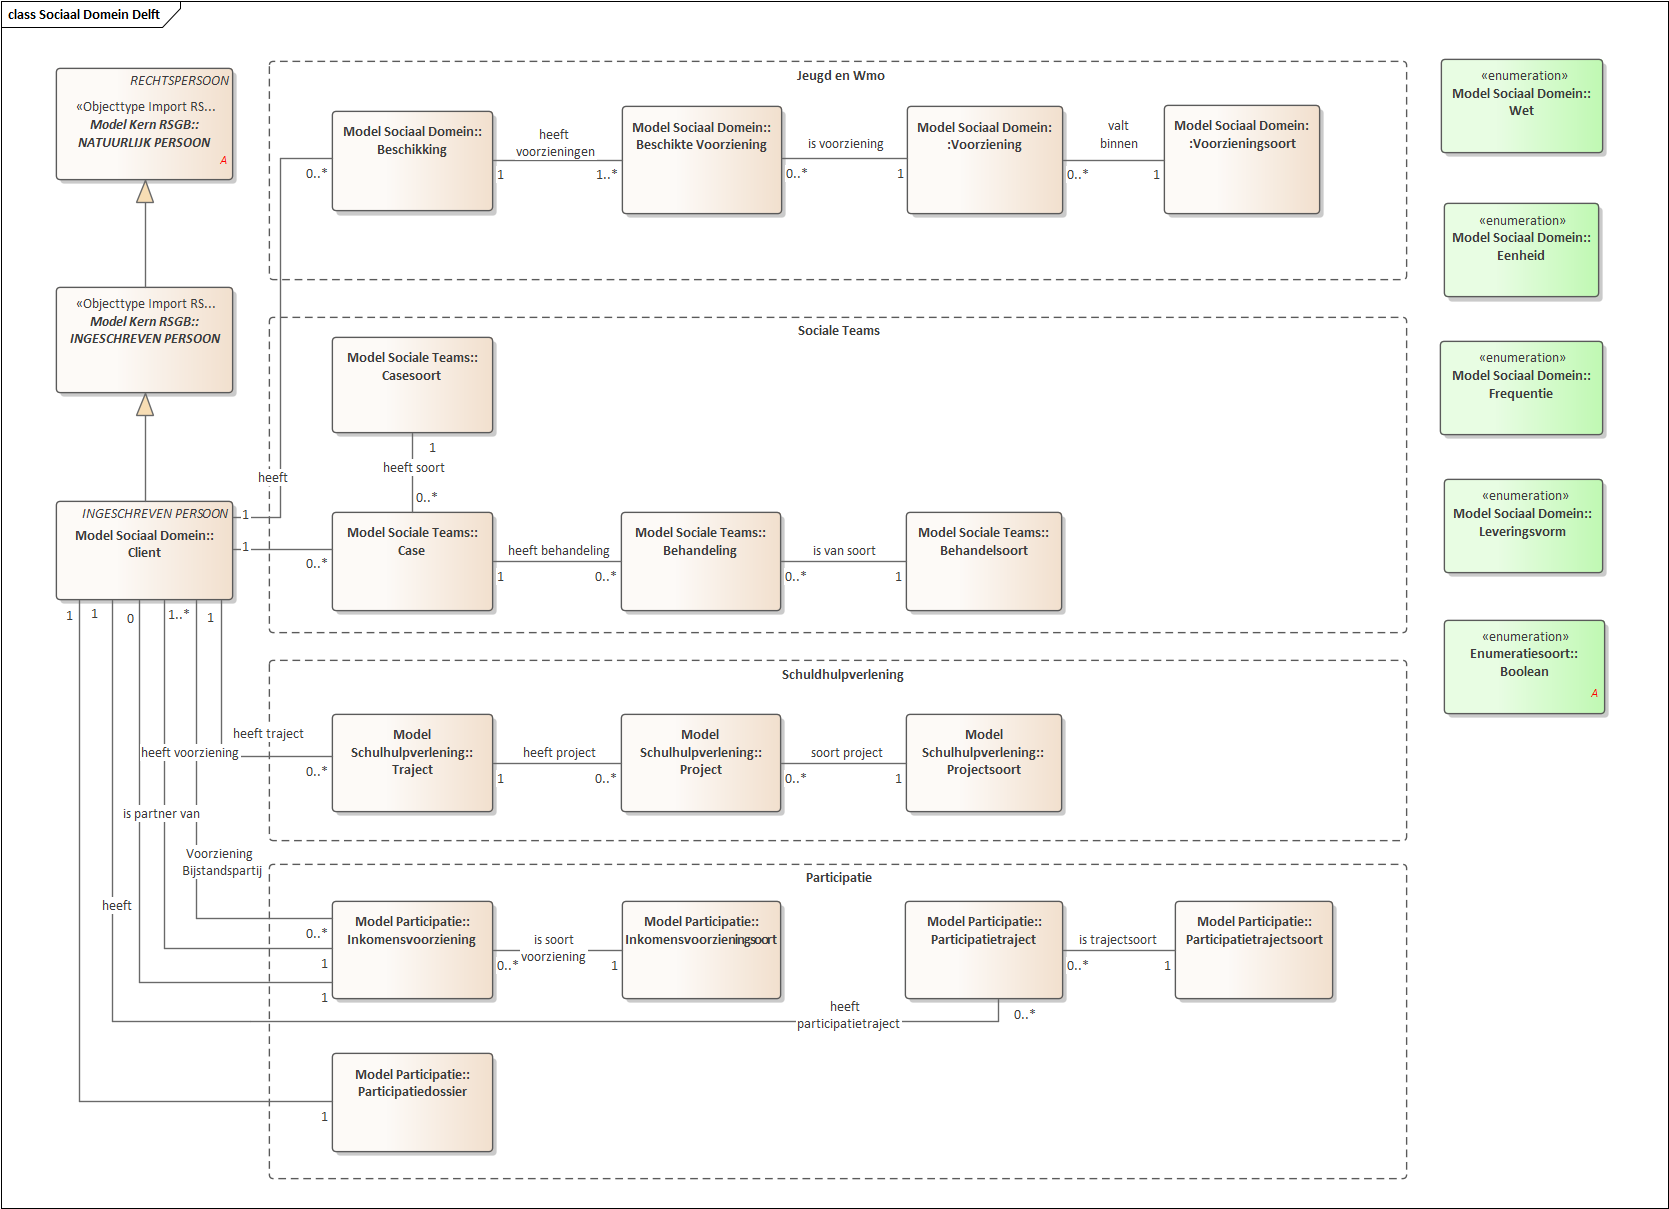 class Sociaal Domein Delft
RECHTSPERSOON
«Objecttype Import RS...
Model Kern RSGB::
NATUURLIJK PERSOON
A
«Objecttype Import RS...
Model Kern RSGB::
INGESCHREVEN PERSOON
INGESCHREVEN PERSOON
Model Sociaal Domein::
Client
Jeugd en Wmo
Model Sociaal Domein::
Beschikking
heeft
voorzieningen
1
1..*
Model Sociaal Domein::
Beschikte Voorziening
is voorziening
0..*
1
Model Sociaal Domein:
:Voorziening
valt
binnen
0..*
1
Model Sociaal Domein:
:Voorzieningsoort
0..*
heeft
1
Sociale Teams
Model Sociale Teams::
Casesoort
1
heeft soort
0..*
1
0..*
Model Sociale Teams::
Case
heeft behandeling
1
0..*
Model Sociale Teams::
Behandeling
is van soort
0..*
1
Model Sociale Teams::
Behandelsoort
1
1
0
1..*
1
Schuldhulpverlening
heeft traject
0..*
Model
Schulhulpverlening::
Traject
heeft project
1
0..*
Model
Schulhulpverlening::
Project
soort project
0..*
1
Model
Schulhulpverlening::
Projectsoort
heeft voorziening
is partner van
Voorziening
Bijstandspartij
heeft
Participatie
0..*
1
1
Model Participatie::
Inkomensvoorziening
is soort
voorziening
0..*
1
Model Participatie::
Inkomensvoorzieningsoort
Model Participatie::
Participatietraject
is trajectsoort
0..*
1
Model Participatie::
Participatietrajectsoort
heeft
participatietraject
0..*
Model Participatie::
Participatiedossier
1
«enumeration»
Model Sociaal Domein::
Wet
«enumeration»
Model Sociaal Domein::
Eenheid
«enumeration»
Model Sociaal Domein::
Frequentie
«enumeration»
Model Sociaal Domein::
Leveringsvorm
«enumeration»
Enumeratiesoort::
Boolean
A